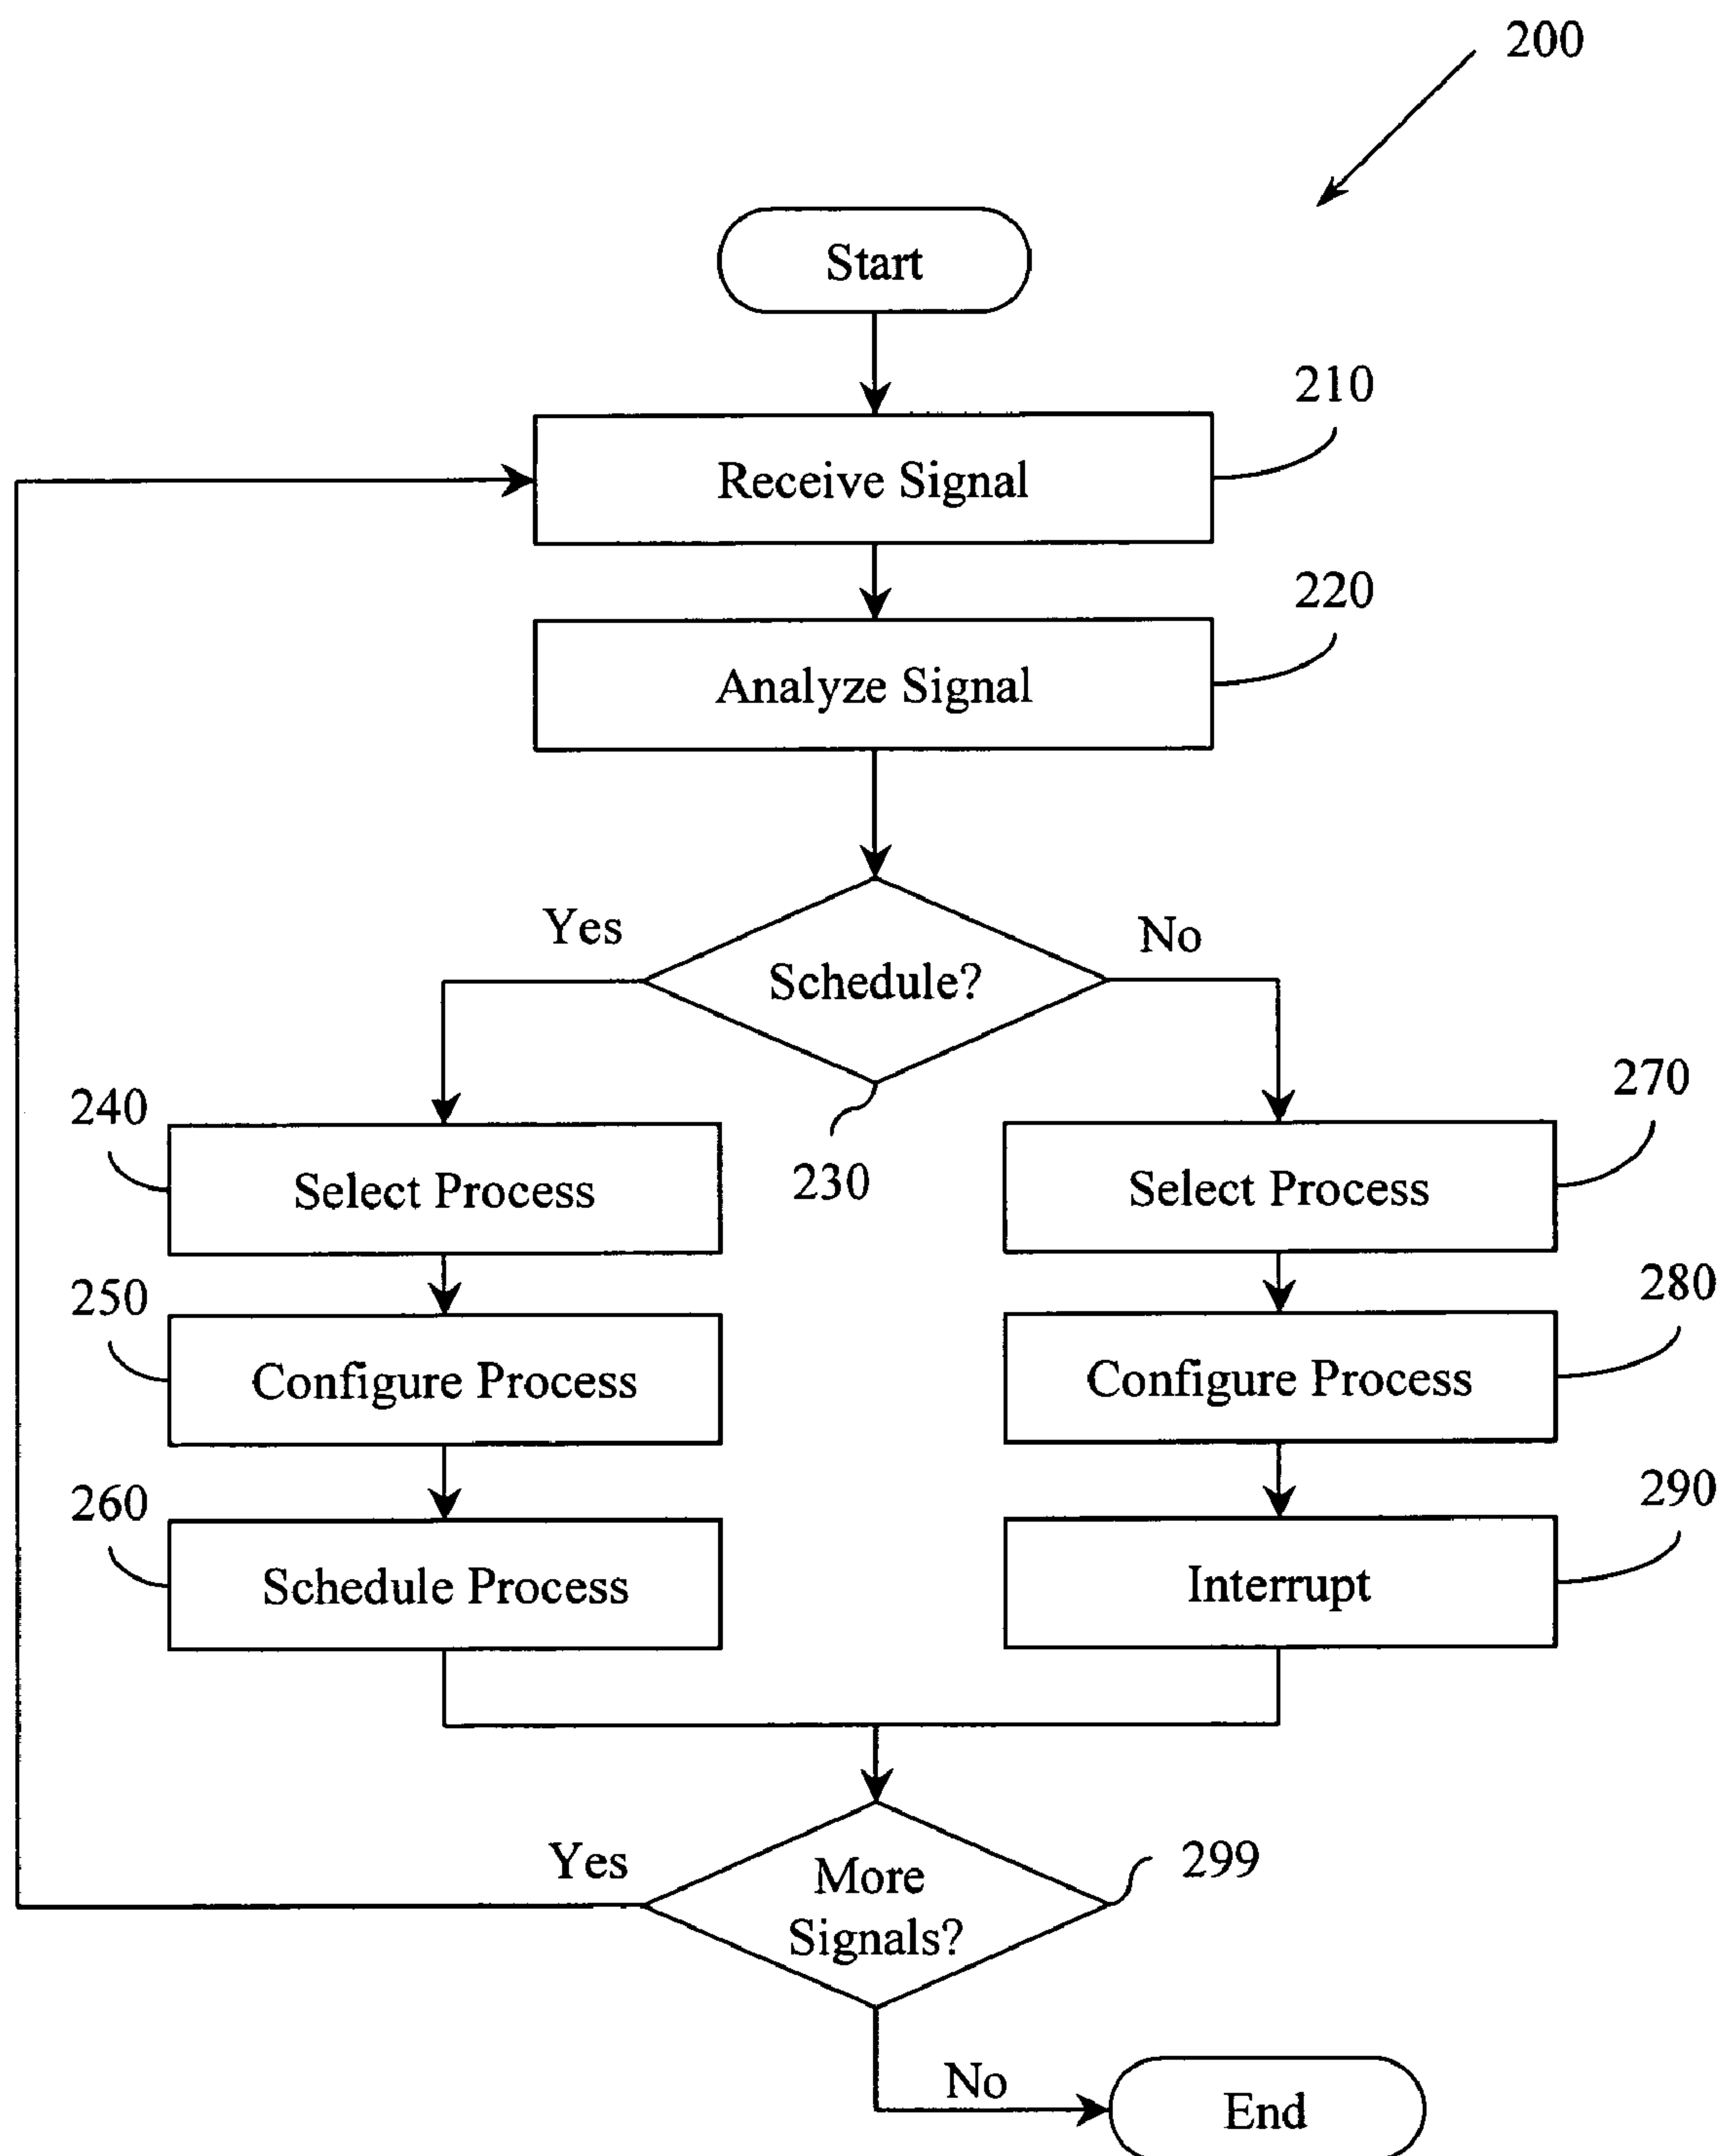 200
Start
210
Receive Signal
220
Analyze Signal
Yes
No
Schedule?
230
240
Select Process
270
Select Process
250
Configure Process
280
Configure Process
260
Schedule Process
290
Interrupt
Yes
More
Signals?
299
No
End